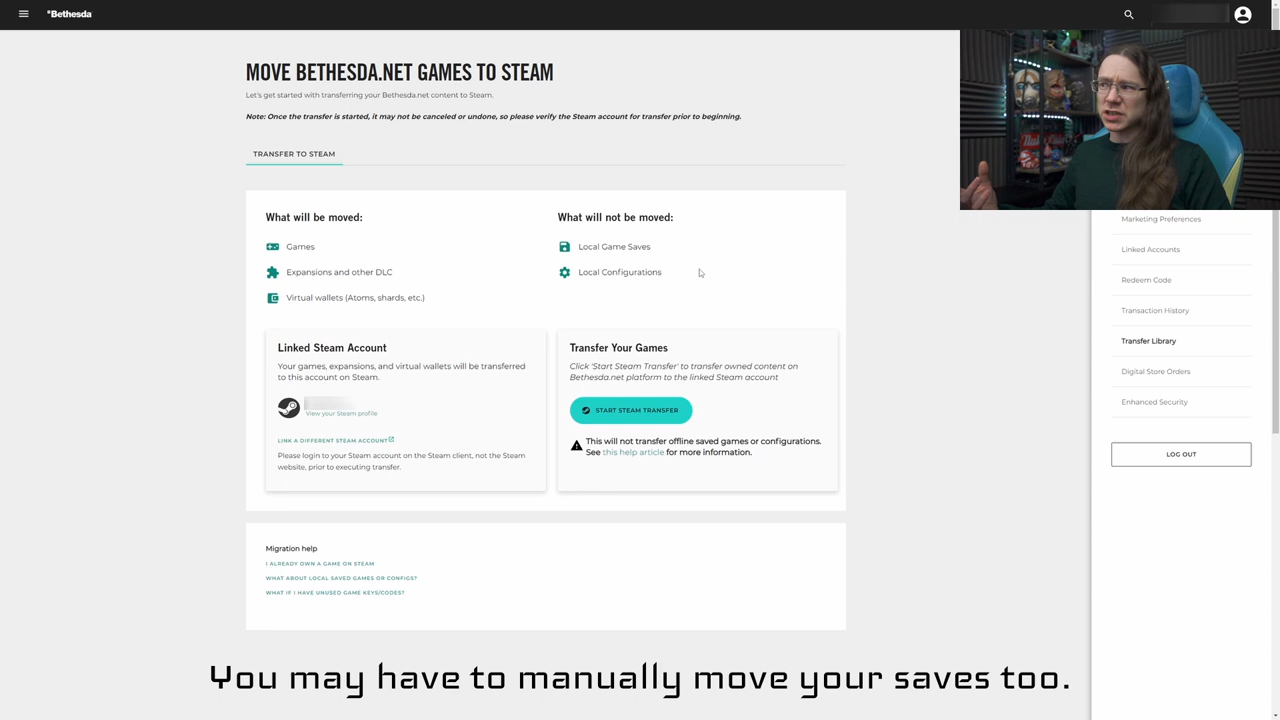 Bethesda
MOVE BETHESDA.NET GAMES TO STEAM
Let's get started with transferring your Bethesda.net content to Steam.
Note: Once the transfer is started, it may not be canceled or undone, so please verify the Steam account for transfer prior to beginning.
TRANSFER TO STEAM
What will be moved:
Games
Expansions and other DLC
Virtual wallets (Atoms, shards, etc.)
What will not be moved:
Local Game Saves
Local Configurations
Linked Steam Account
Your games, expansions, and virtual wallets will be transferred
to this account on Steam.
View your Steam profile
LINK A DIFFERENT STEAM ACCOUNT
Please login to your Steam account on the Steam client, not the Steam
website, prior to executing transfer.
Transfer Your Games
Click 'Start Steam Transfer' to transfer owned content on
Bethesda.net platform to the linked Steam account
START STEAM TRANSFER
This will not transfer offline saved games or configurations.
See this help article for more information.
Migration help
I ALREADY OWN A GAME ON STEAM
WHAT ABOUT LOCAL SAVED GAMES OR CONFIGS?
WHAT IF I HAVE UNUSED GAME KEYS/CODES?
Marketing Preferences
Linked Accounts
Redeem Code
Transaction History
Transfer Library
Digital Store Orders
Enhanced Security
LOG OUT
You may have to manually move your saves too.